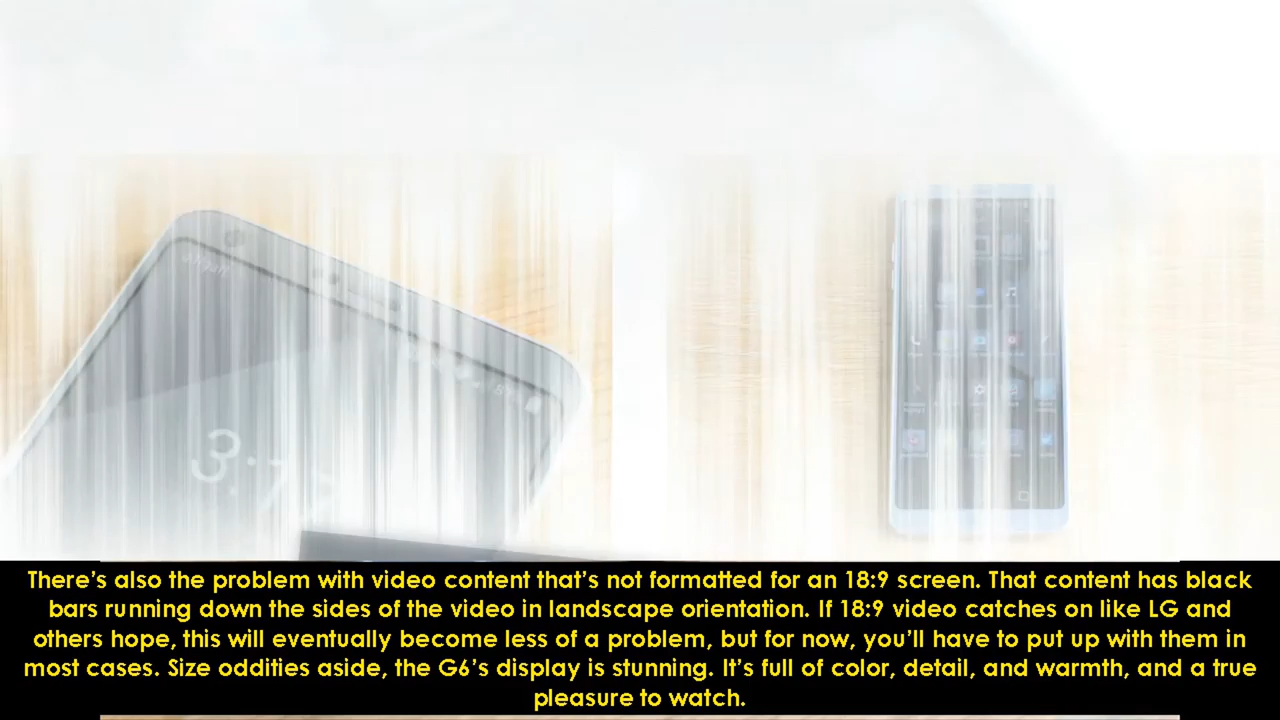 There's also the problem with video content that's not formatted for an 18:9 screen. That content has black
bars running down the sides of the video in landscape orientation. If 18:9 video catches on like LG and
others hope, this will eventually become less of a problem, but for now, you'll have to put up with them in
most cases. Size oddities aside, the G6's display is stunning. It's full of color, detail, and warmth, and a true
pleasure to watch.